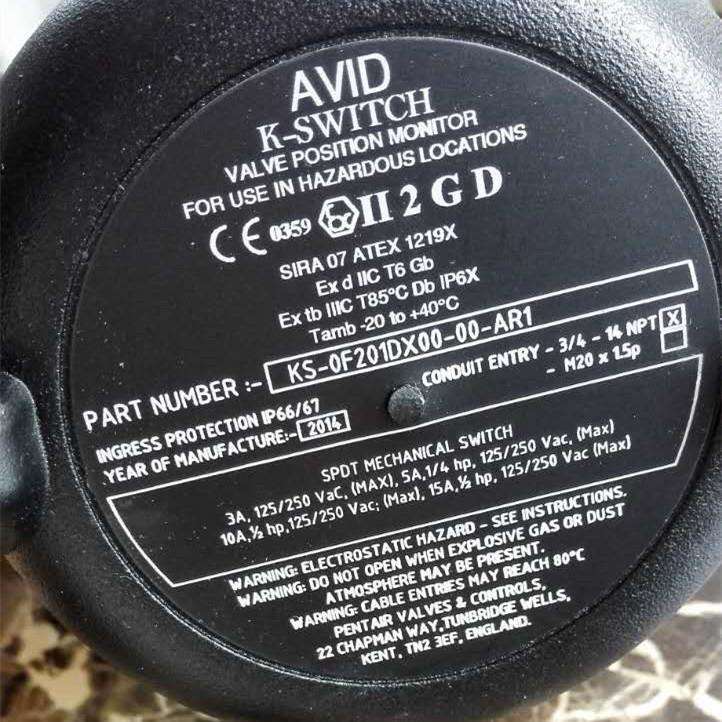 AVID
K-SWITCH
VALVE POSITION MONITOR
FOR USE IN HAZARDOUS LOCATIONS
CE 0359 Ex II 2 G D
SIRA 07 ATEX 1219X
Ex d IIC T6 Gb
Ex tb IIIC T85°C Db IP6X
Tamb -20 to +40°C
PART NUMBER :- KS-0F201DX00-00-AR1
INGRESS PROTECTION IP66/67
YEAR OF MANUFACTURE:- 2014
CONDUIT ENTRY - 3/4 - 14 NPT X
- M20 x 1.5p
SPDT MECHANICAL SWITCH
3A, 125/250 VaC, (MAX), 5A,1/4 hp, 125/250 Vac, (Max)
10A,½ hp,125/250 Vac; (Max), 15A,½ hp, 125/250 Vac (Max)
WARNING: ELECTROSTATIC HAZARD - SEE INSTRUCTIONS.
WARNING: DO NOT OPEN WHEN EXPLOSIVE GAS OR DUST
ATMOSPHERE MAY BE PRESENT.
WARNING: CABLE ENTRIES MAY REACH 80°C
PENTAIR VALVES & CONTROLS,
22 CHAPMAN WAY,TUNBRIDGE WELLS,
KENT, TN2 3EF, ENGLAND.